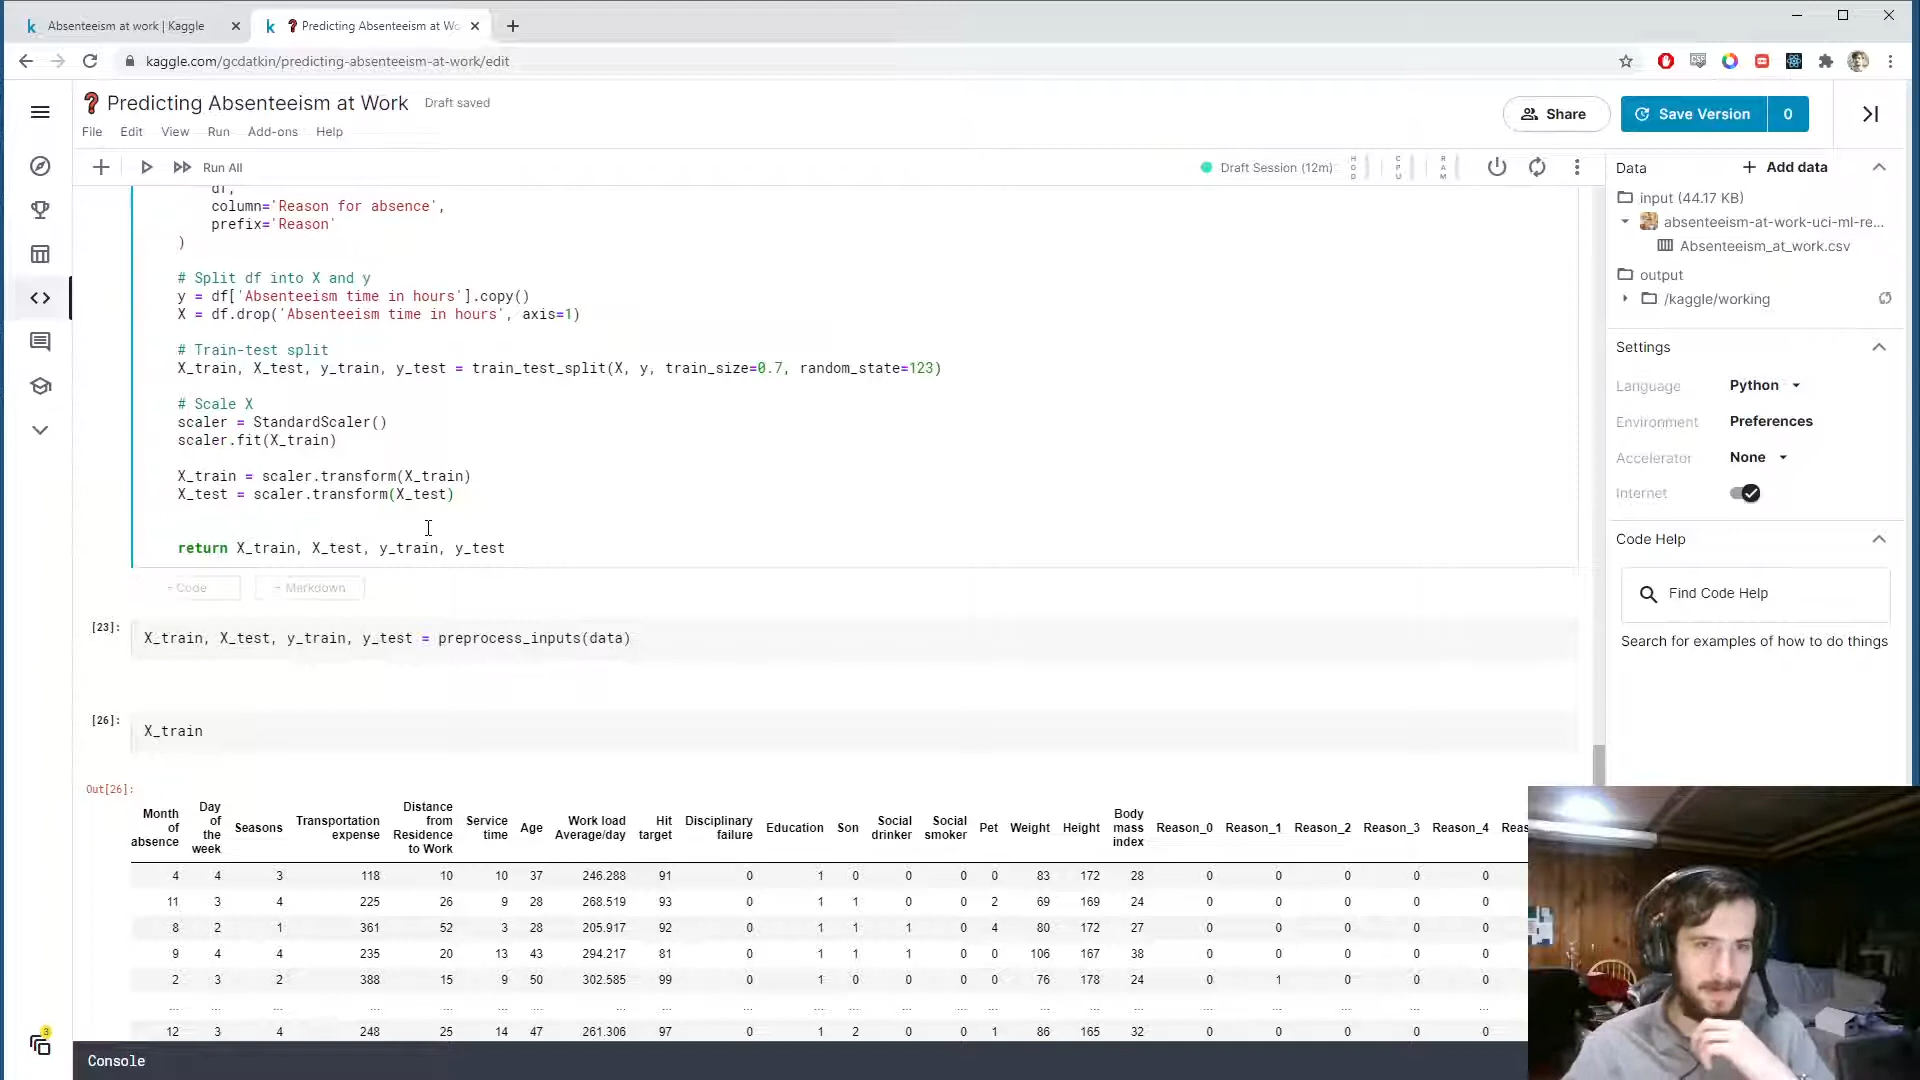 Absenteeism at work | Kaggle
Predicting Absenteeism at Wo
kaggle.com/gcdatkin/predicting-absenteeism-at-work/edit
Predicting Absenteeism at Work
Draft saved
File Edit View Run Add-ons Help
Share
Save Version
0
Run All
Draft Session (12m)
HDD
CPU
RAM
df,
column='Reason for absence',
prefix='Reason'
)
# Split df into X and y
y = df['Absenteeism time in hours'].copy()
X = df.drop('Absenteeism time in hours', axis=1)
# Train-test split
X_train, X_test, y_train, y_test = train_test_split(X, y, train_size=0.7, random_state=123)
# Scale X
scaler = StandardScaler()
scaler.fit(X_train)
X_train = scaler.transform(X_train)
X_test = scaler.transform(X_test)
return X_train, X_test, y_train, y_test
+ Code
+ Markdown
[23]:
X_train, X_test, y_train, y_test = preprocess_inputs(data)
[26]:
X_train
Out[26]:
Month of absence Day of the week Seasons Transportation expense Distance from Residence to Work Service time Age Work load Average/day Hit target Disciplinary failure Education Son Social drinker Social smoker Pet Weight Height Body mass index Reason_0 Reason_1 Reason_2 Reason_3 Reason_4 Reas
4 4 3 118 10 10 37 246.288 91 0 1 0 0 0 0 83 172 28 0 0 0 0 0
11 3 4 225 26 9 28 268.519 93 0 1 1 0 0 2 69 169 24 0 0 0 0 0
8 2 1 361 52 3 28 205.917 92 0 1 1 1 0 4 80 172 27 0 0 0 0 0
9 4 4 235 20 13 43 294.217 81 0 1 1 1 0 0 106 167 38 0 0 0 0 0
2 3 2 388 15 9 50 302.585 99 0 1 0 0 0 0 76 178 24 0 1 0 0 0
... ... ... ... ... ... ... ... ... ... ... ... ... ... ... ... ... ... ... ... ... ... ...
12 3 4 248 25 14 47 261.306 97 0 1 2 0 0 1 86 165 32 0 0 0 0 0
Console
3
Data
+ Add data
input (44.17 KB)
absenteeism-at-work-uci-ml-re...
Absenteeism_at_work.csv
output
/kaggle/working
Settings
Language Python
Environment Preferences
Accelerator None
Internet
Code Help
Find Code Help
Search for examples of how to do things